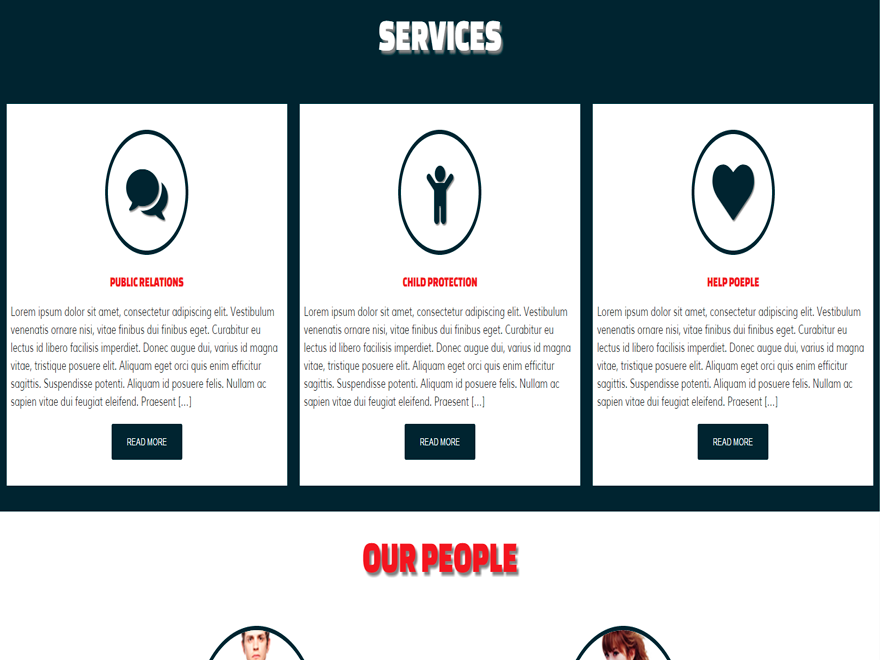 SERVICES
PUBLIC RELATIONS
Lorem ipsum dolor sit amet, consectetur adipiscing elit. Vestibulum
venenatis ornare nisi, vitae finibus dui finibus eget. Curabitur eu
lectus id libero facilisis imperdiet. Donec augue dui, varius id magna
vitae, tristique posuere elit. Aliquam eget orci quis enim efficitur
sagittis. Suspendisse potenti. Aliquam id posuere felis. Nullam ac
sapien vitae dui feugiat eleifend. Praesent [...]
READ MORE
CHILD PROTECTION
Lorem ipsum dolor sit amet, consectetur adipiscing elit. Vestibulum
venenatis ornare nisi, vitae finibus dui finibus eget. Curabitur eu
lectus id libero facilisis imperdiet. Donec augue dui, varius id magna
vitae, tristique posuere elit. Aliquam eget orci quis enim efficitur
sagittis. Suspendisse potenti. Aliquam id posuere felis. Nullam ac
sapien vitae dui feugiat eleifend. Praesent [...]
READ MORE
HELP POEPLE
Lorem ipsum dolor sit amet, consectetur adipiscing elit. Vestibulum
venenatis ornare nisi, vitae finibus dui finibus eget. Curabitur eu
lectus id libero facilisis imperdiet. Donec augue dui, varius id magna
vitae, tristique posuere elit. Aliquam eget orci quis enim efficitur
sagittis. Suspendisse potenti. Aliquam id posuere felis. Nullam ac
sapien vitae dui feugiat eleifend. Praesent [...]
READ MORE
OUR PEOPLE